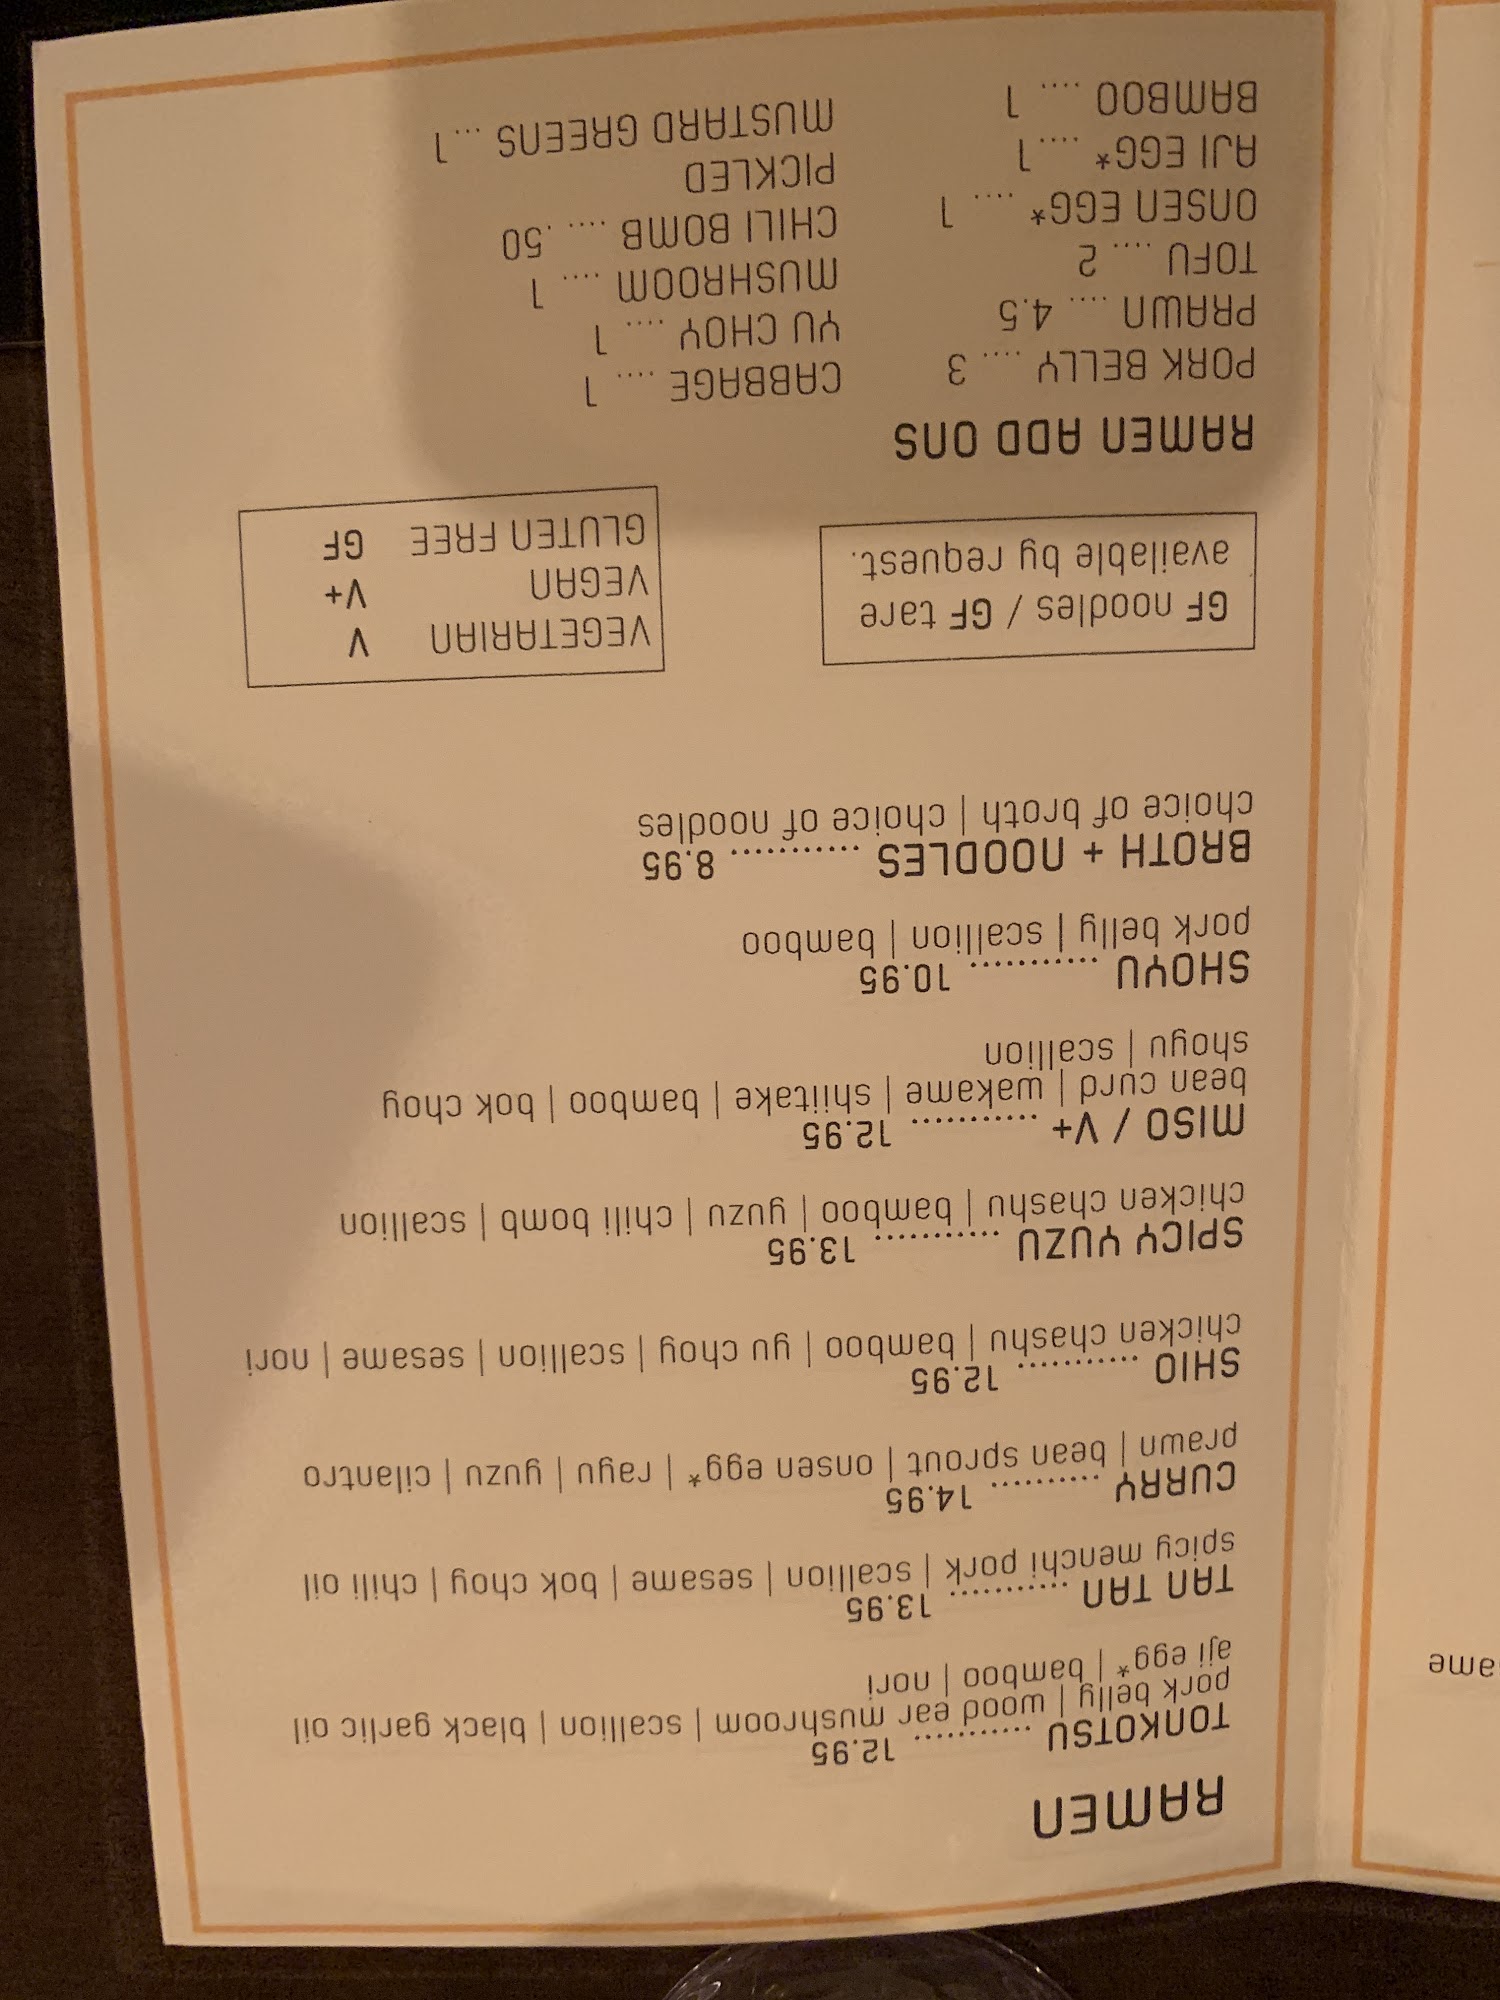 RAMEN
TONKOTSU ............ 12.95
pork belly | wood ear mushroom | scallion | black garlic oil
aji egg* | bamboo | nori
TAN TAN ............ 13.95
spicy menchi pork | scallion | sesame | bok choy | chili oil
CURRY ........... 14.95
prawn | bean sprout | onsen egg* | rayu | yuzu | cilantro
SHIO ............ 12.95
chicken chashu | bamboo | yu choy | scallion | sesame | nori
SPICY YUZU ............ 13.95
chicken chashu | bamboo | yuzu | chili bomb | scallion
MISO / V+ ............ 12.95
bean curd | wakame | shiitake | bamboo | bok choy
shoyu | scallion
SHOYU ............ 10.95
pork belly | scallion | bamboo
BROTH + NOODLES ............ 8.95
choice of broth | choice of noodles
GF noodles / GF tare
available by request.
VEGETARIAN V
VEGAN V+
GLUTEN FREE GF
RAMEN ADD ONS
PORK BELLY .... 3
PRAWN .... 4.5
TOFU .... 2
ONSEN EGG* .... 1
AJI EGG* .... 1
BAMBOO .... 1
CABBAGE .... 1
YU CHOY .... 1
MUSHROOM .... 1
CHILI BOMB .... .50
PICKLED
MUSTARD GREENS ... 1